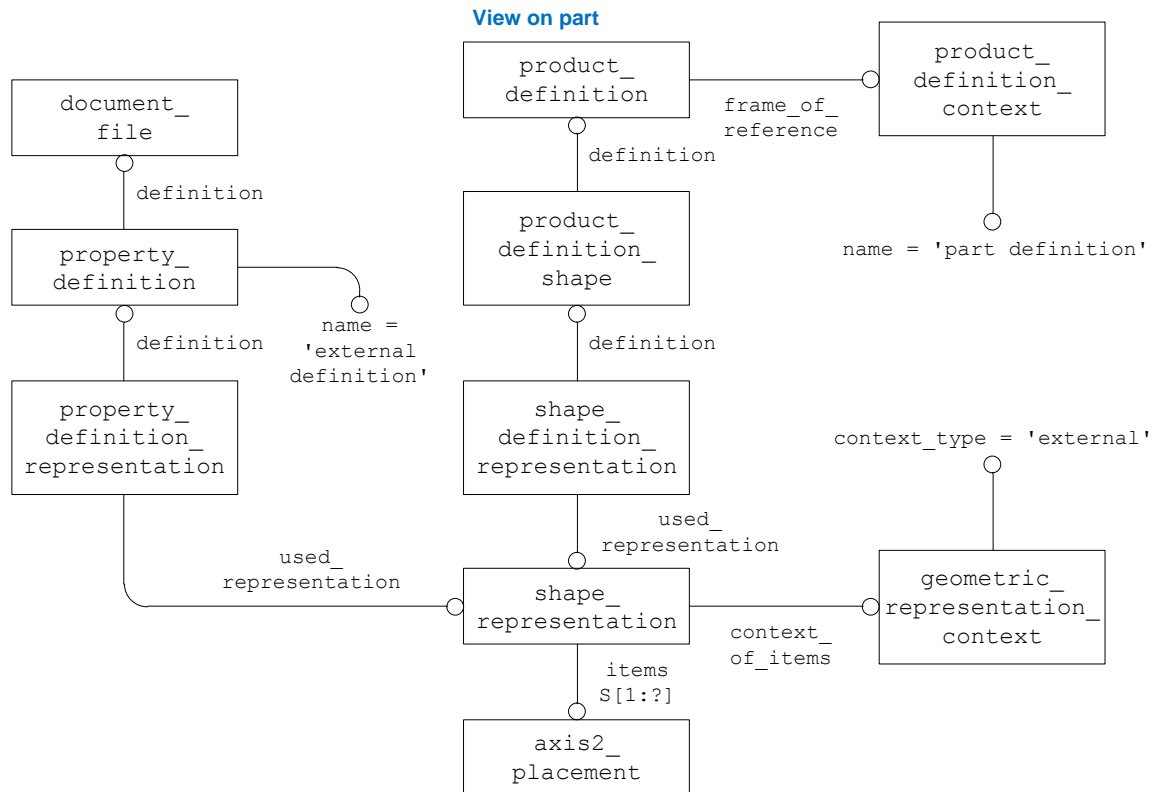 View on part
product_
definition
product_
definition_
context
frame_of_
reference
document_
file
definition
definition
product_
definition_
shape
name = 'part definition'
property_
definition
name =
'external
definition'
definition
definition
property_
definition_
representation
shape_
definition_
representation
context_type = 'external'
used_
representation
used_
representation
shape_
representation
geometric_
representation_
context
context_
of_items
items
S[1:?]
axis2_
placement